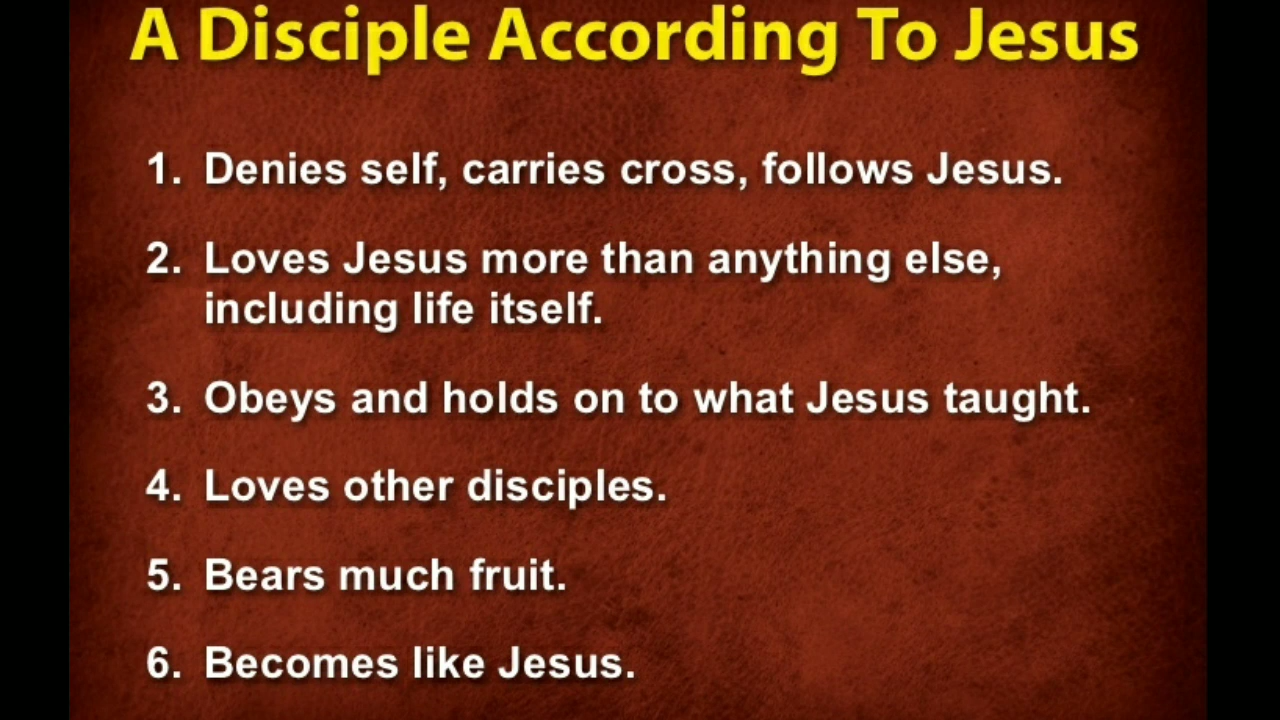 A Disciple According To Jesus
1. Denies self, carries cross, follows Jesus.
2. Loves Jesus more than anything else,
including life itself.
3. Obeys and holds on to what Jesus taught.
4. Loves other disciples.
5. Bears much fruit.
6. Becomes like Jesus.